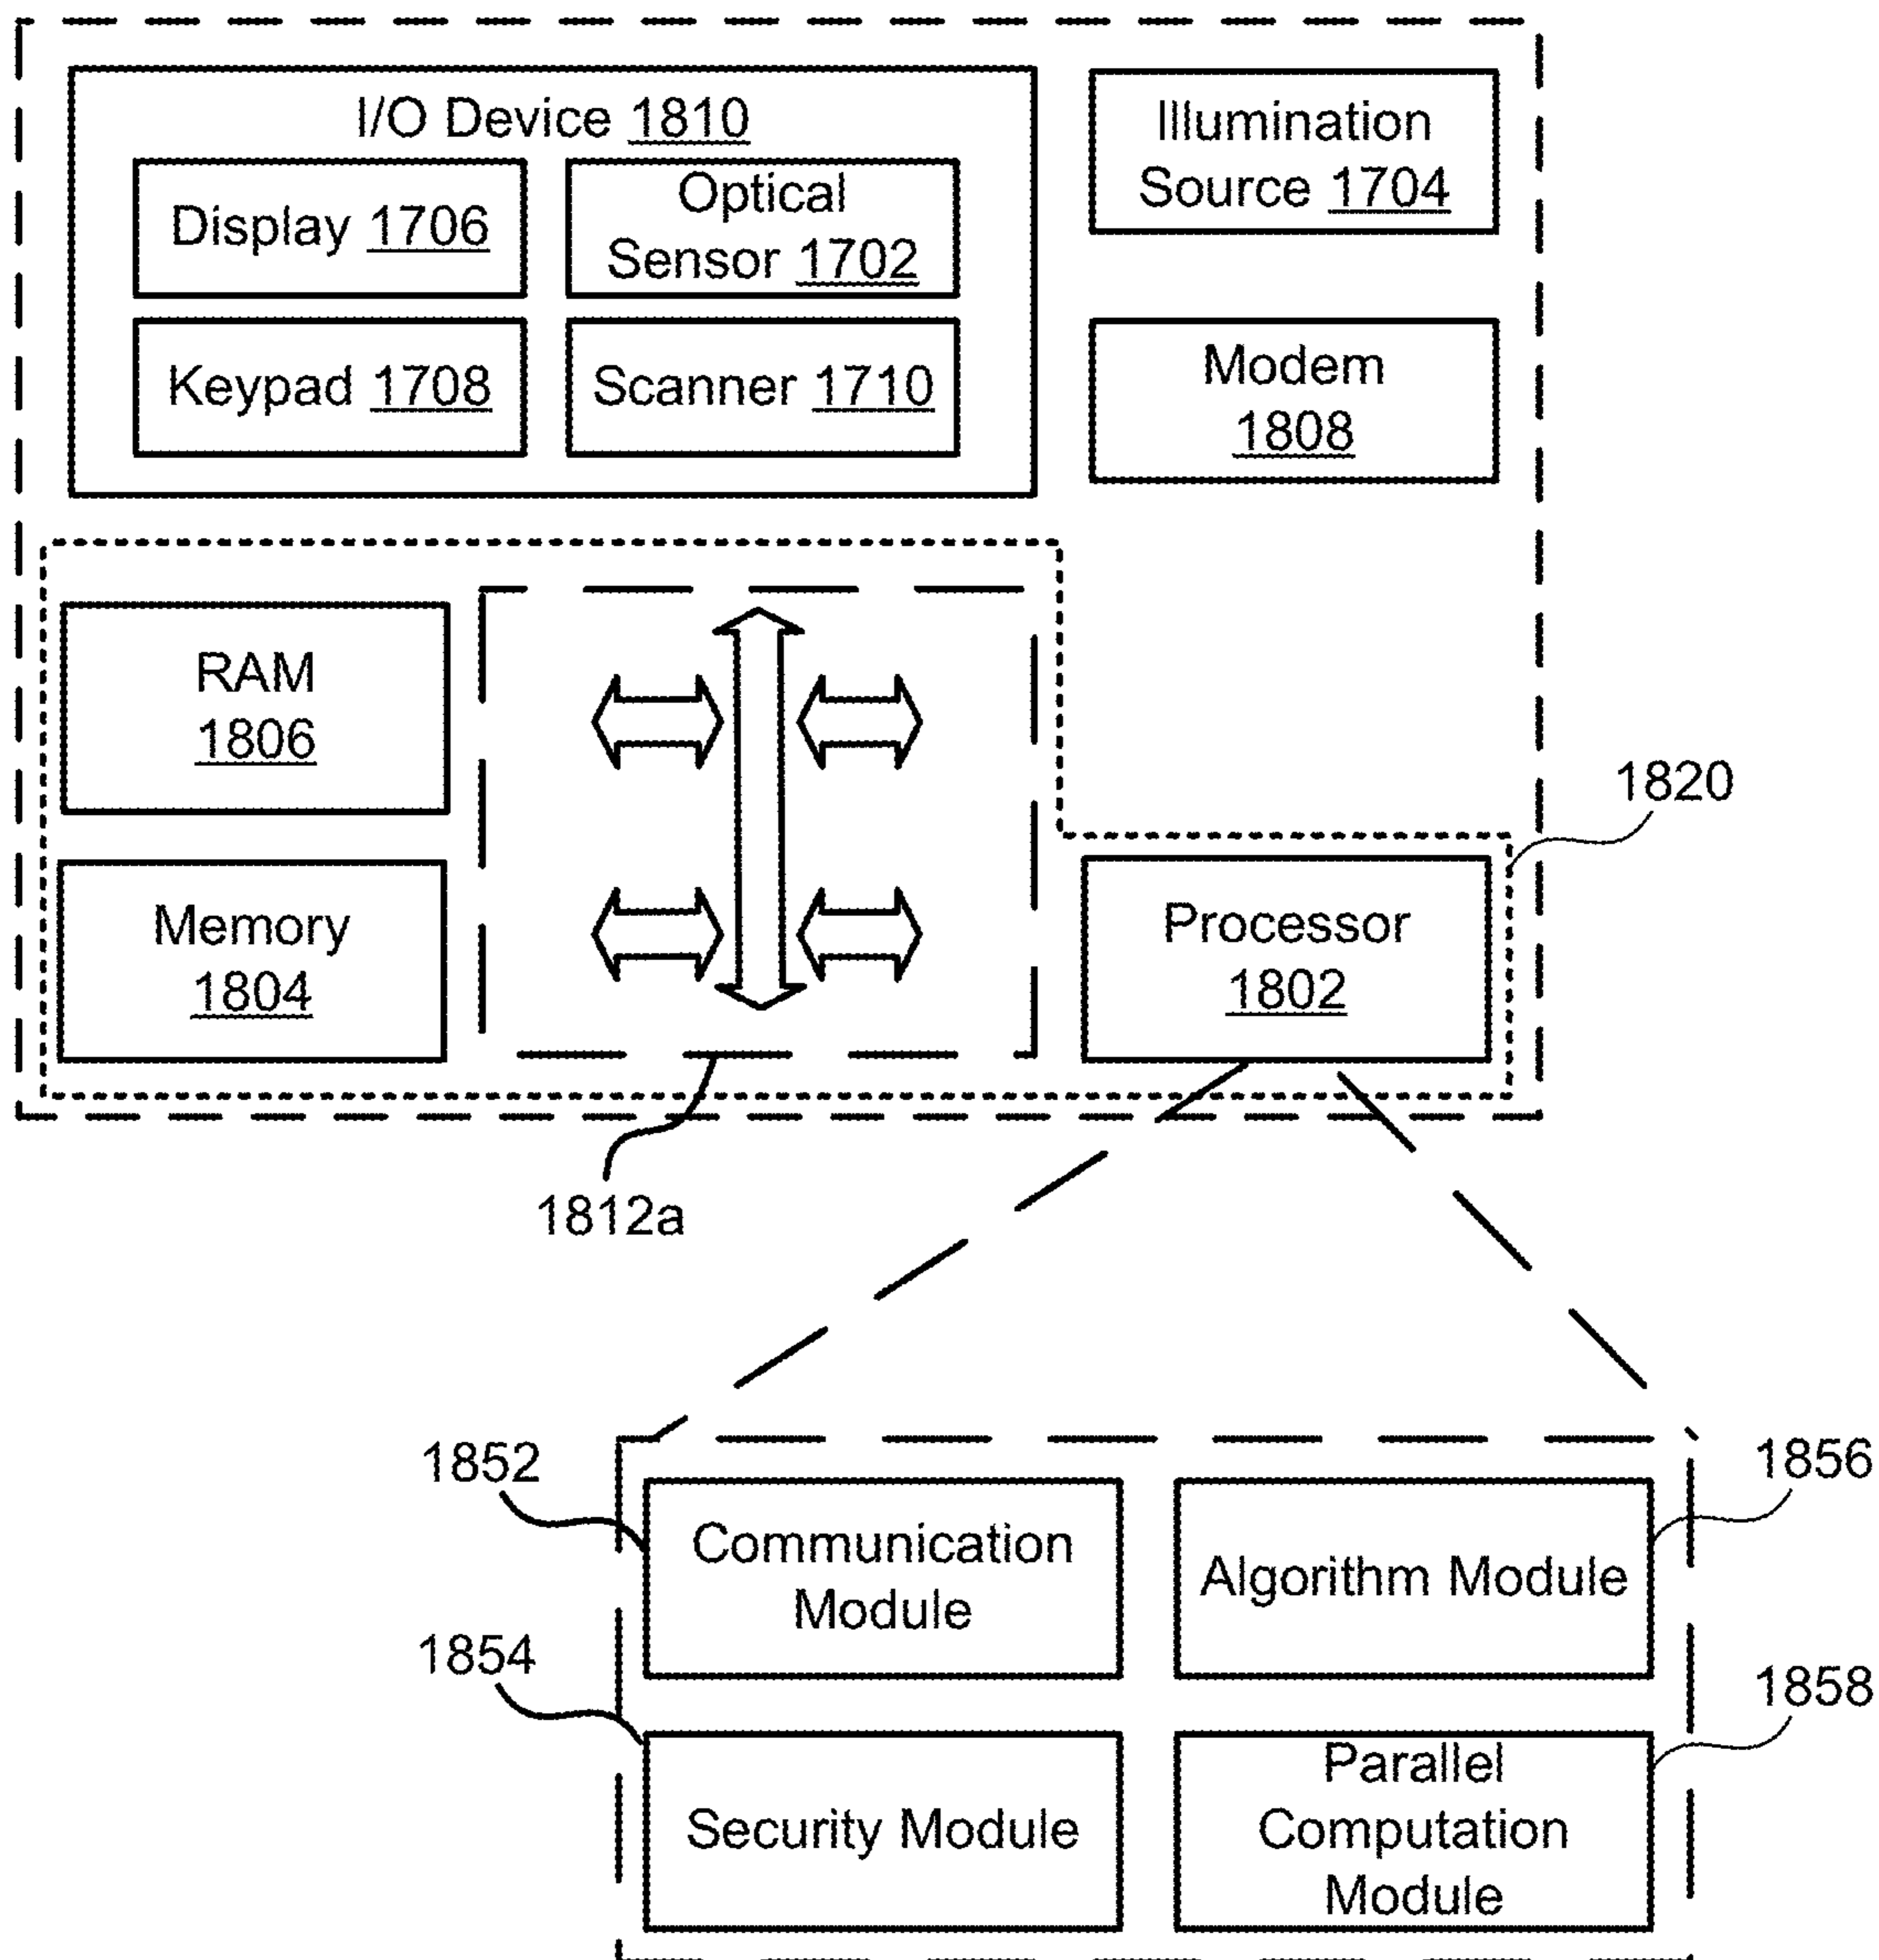 I/O Device 1810
Display 1706
Optical
Sensor 1702
Keypad 1708
Scanner 1710
Illumination
Source 1704
Modem
1808
RAM
1806
Memory
1804
1820
Processor
1802
1812a
1852
Communication
Module
1856
Algorithm Module
1854
Security Module
1858
Parallel
Computation
Module